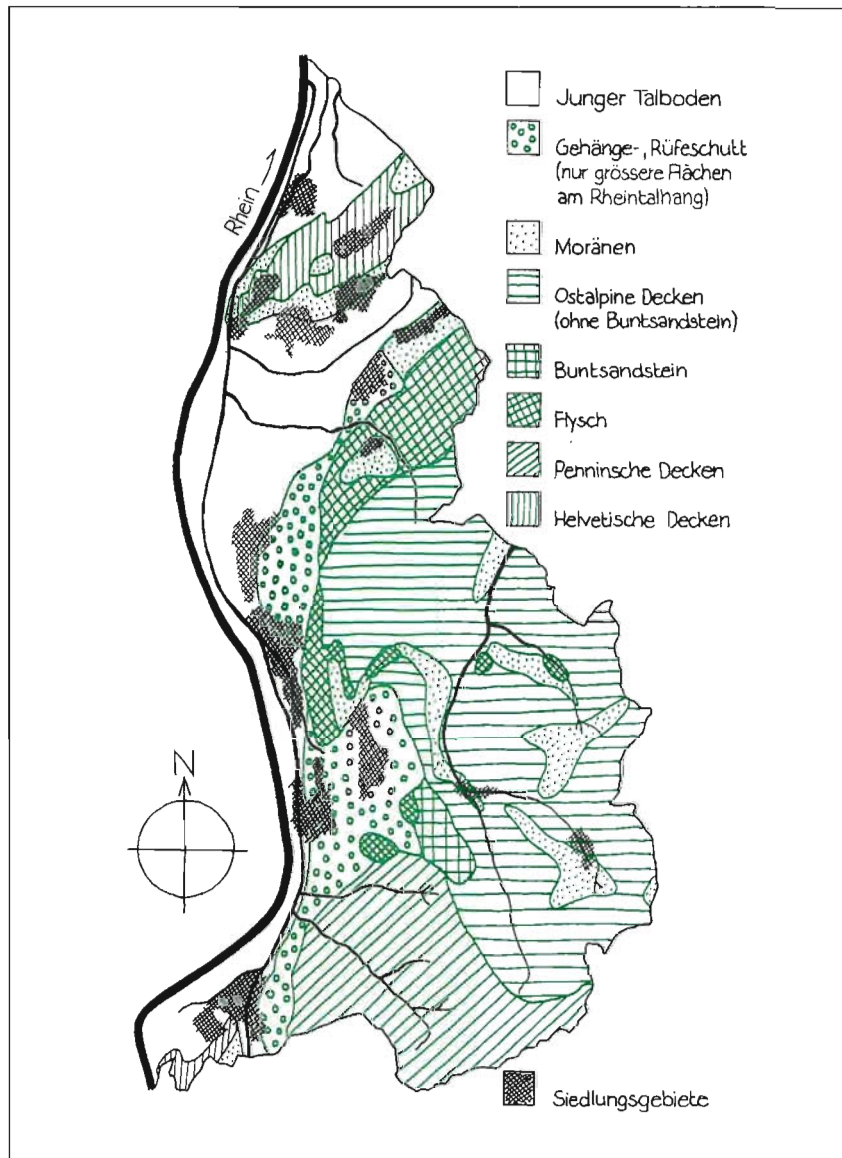 Rhein →
Junger Talboden
Gehänge-, Rüfeschutt
(nur grössere Flächen
am Rheintalhang)
Moränen
Ostalpine Decken
(ohne Buntsandstein)
Buntsandstein
Flysch
Penninsche Decken
Helvetische Decken
N
Siedlungsgebiete